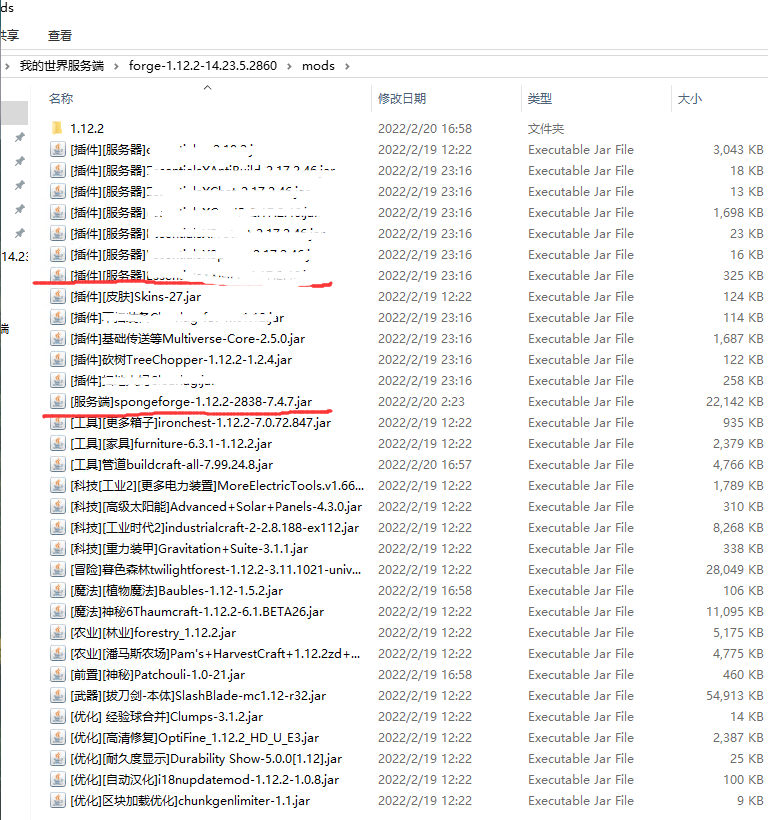 ds
共享 查看
我的世界服务端 forge-1.12.2-14.23.5.2860 mods
名称 修改日期 类型 大小
1.12.2 2022/2/20 16:58 文件夹
[插件][服务器] 2022/2/19 12:22 Executable Jar File 3,043 KB
[插件][服务器]EssentialsXAntiBuild-2.17.2.46.jar 2022/2/19 23:16 Executable Jar File 18 KB
[插件][服务器]EssentialsXChat-2.17.2.46.jar 2022/2/19 23:16 Executable Jar File 13 KB
[插件][服务器] 2022/2/19 23:16 Executable Jar File 1,698 KB
[插件][服务器] 2022/2/19 23:16 Executable Jar File 23 KB
[插件][服务器] 2022/2/19 23:16 Executable Jar File 16 KB
14.23
[插件][服务器] 2022/2/19 23:16 Executable Jar File 325 KB
[插件][皮肤]Skins-27.jar 2022/2/19 12:22 Executable Jar File 124 KB
[插件] 2022/2/19 23:16 Executable Jar File 114 KB
端
[插件]基础传送等Multiverse-Core-2.5.0.jar 2022/2/19 23:16 Executable Jar File 1,687 KB
[插件]砍树TreeChopper-1.12.2-1.2.4.jar 2022/2/19 23:16 Executable Jar File 122 KB
[插件] 2022/2/19 23:16 Executable Jar File 258 KB
[服务端]spongeforge-1.12.2-2838-7.4.7.jar 2022/2/20 2:23 Executable Jar File 22,142 KB
[工具][更多箱子]ironchest-1.12.2-7.0.72.847.jar 2022/2/19 12:22 Executable Jar File 935 KB
[工具][家具]furniture-6.3.1-1.12.2.jar 2022/2/19 12:22 Executable Jar File 2,379 KB
[工具]管道buildcraft-all-7.99.24.8.jar 2022/2/20 16:57 Executable Jar File 4,766 KB
[科技[工业2][更多电力装置]MoreElectricTools.v1.66... 2022/2/19 12:22 Executable Jar File 1,789 KB
[科技][高级太阳能]Advanced+Solar+Panels-4.3.0.jar 2022/2/19 12:22 Executable Jar File 310 KB
[科技][工业时代2]industrialcraft-2-2.8.188-ex112.jar 2022/2/19 12:22 Executable Jar File 8,268 KB
[科技][重力装甲]Gravitation+Suite-3.1.1.jar 2022/2/19 12:22 Executable Jar File 338 KB
[冒险]暮色森林twilightforest-1.12.2-3.11.1021-univ... 2022/2/19 12:22 Executable Jar File 28,049 KB
[魔法][植物魔法]Baubles-1.12-1.5.2.jar 2022/2/19 16:58 Executable Jar File 106 KB
[魔法]神秘6Thaumcraft-1.12.2-6.1.BETA26.jar 2022/2/19 12:22 Executable Jar File 11,095 KB
[农业][林业]forestry_1.12.2.jar 2022/2/19 12:22 Executable Jar File 5,175 KB
[农业][潘马斯农场]Pam's+HarvestCraft+1.12.2zd+... 2022/2/19 12:22 Executable Jar File 4,775 KB
[前置][神秘]Patchouli-1.0-21.jar 2022/2/19 16:58 Executable Jar File 460 KB
[武器][拔刀剑-本体]SlashBlade-mc1.12-r32.jar 2022/2/19 12:22 Executable Jar File 54,913 KB
[优化] 经验球合并]Clumps-3.1.2.jar 2022/2/19 12:22 Executable Jar File 14 KB
[优化][高清修复]OptiFine_1.12.2_HD_U_E3.jar 2022/2/19 12:22 Executable Jar File 2,387 KB
[优化][耐久度显示]Durability Show-5.0.0[1.12].jar 2022/2/19 12:22 Executable Jar File 25 KB
[优化][自动汉化]i18nupdatemod-1.12.2-1.0.8.jar 2022/2/19 12:22 Executable Jar File 100 KB
[优化]区块加载优化]chunkgenlimiter-1.1.jar 2022/2/19 12:22 Executable Jar File 9 KB